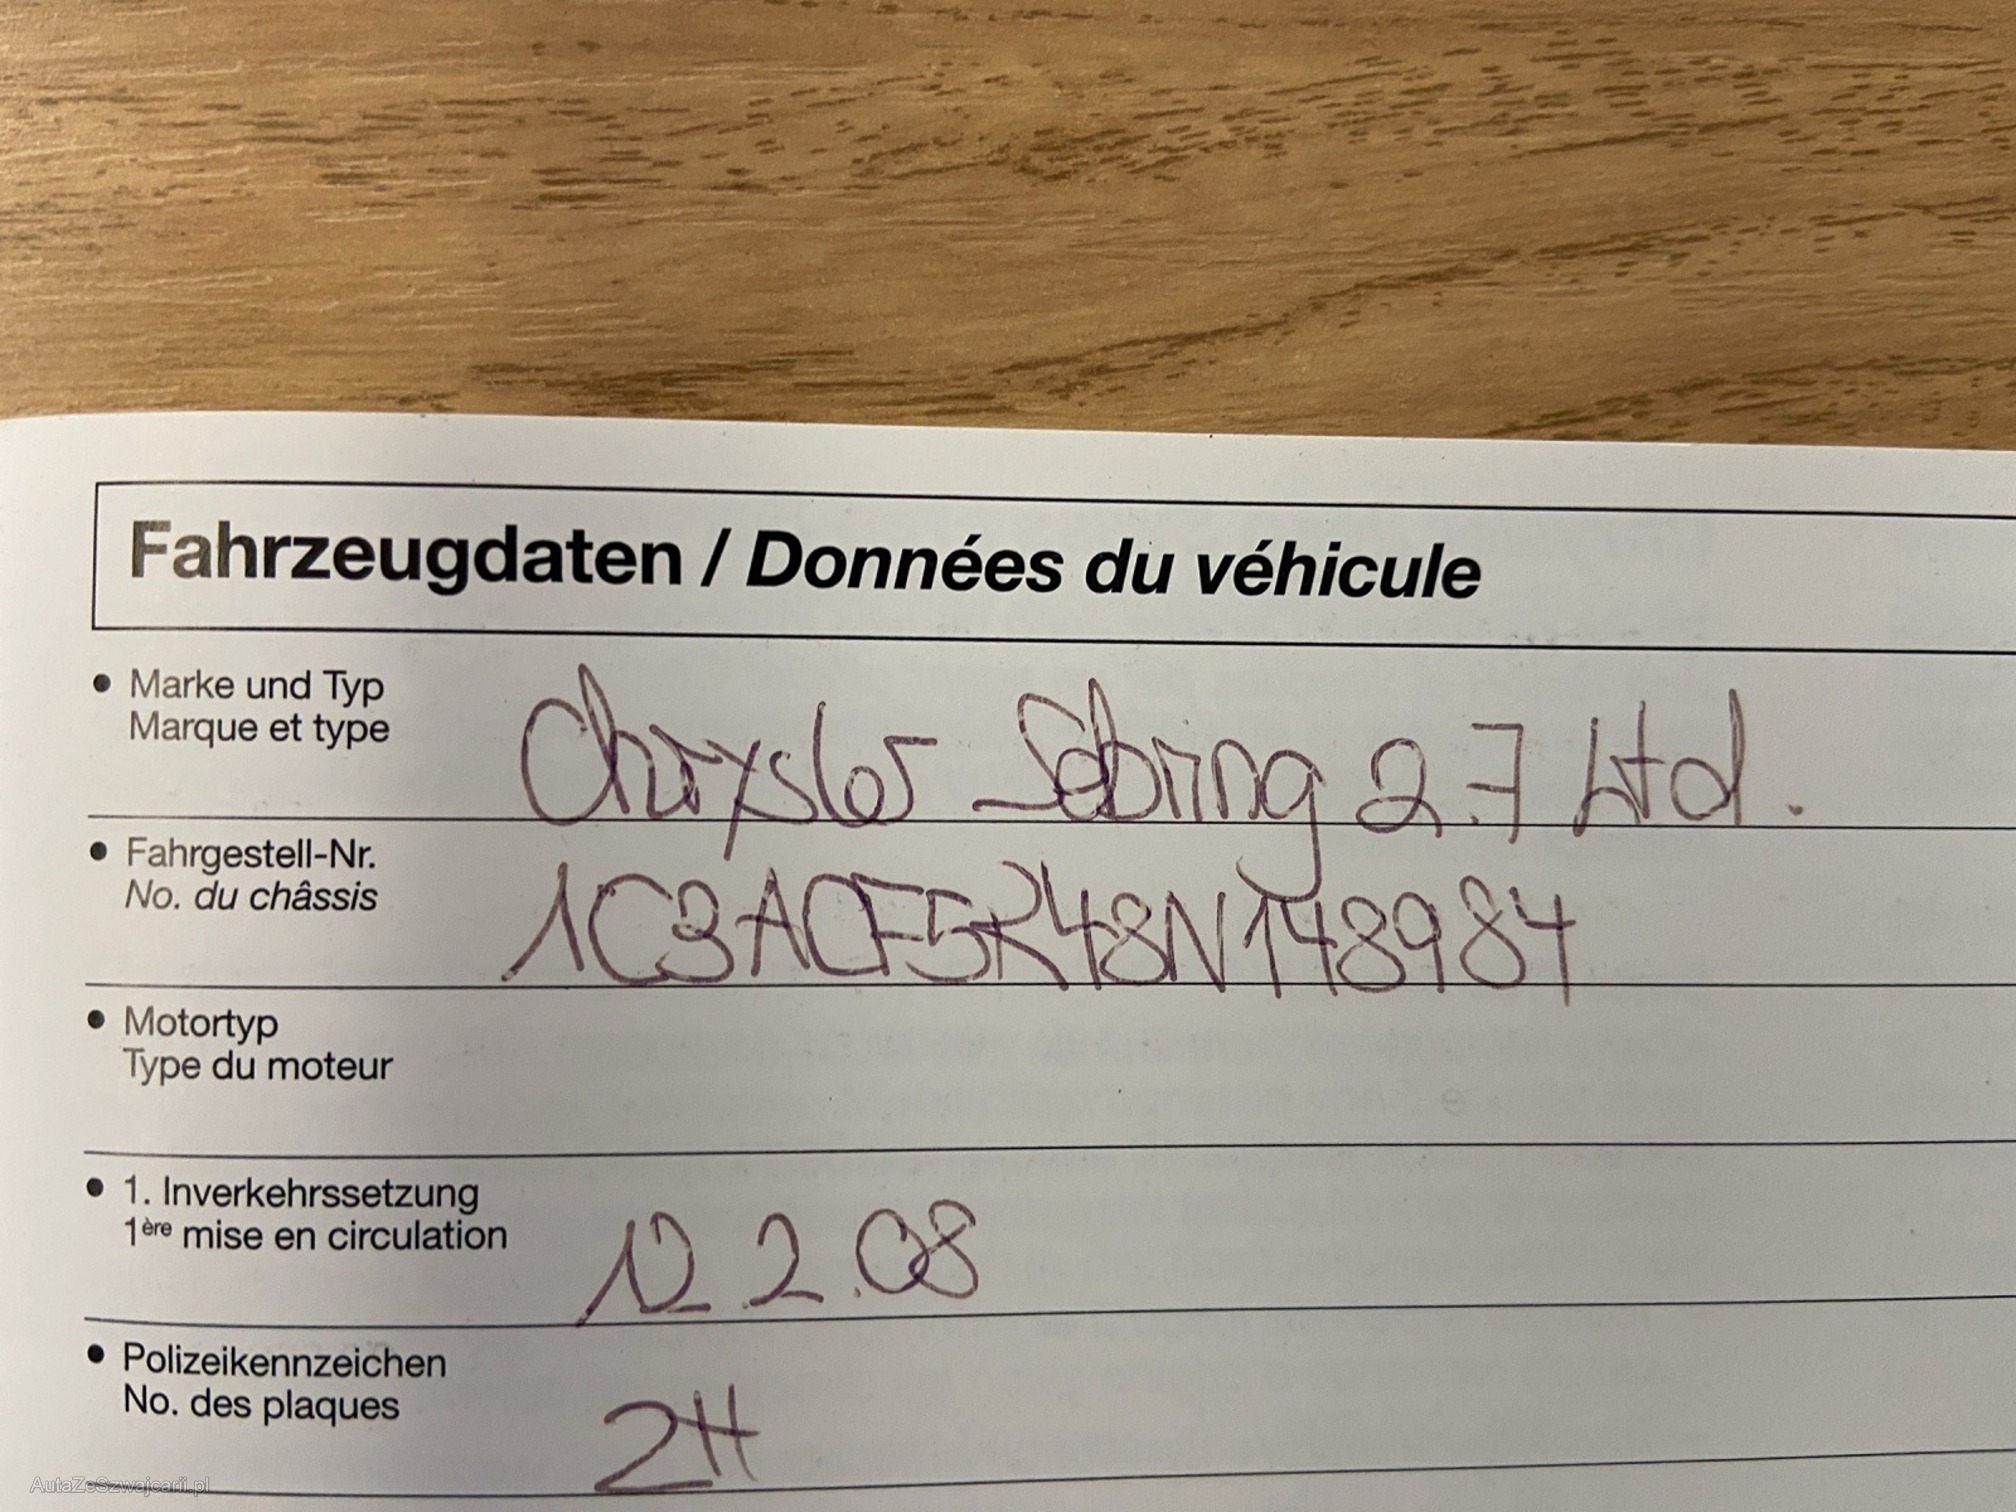 Fahrzeugdaten / Données du véhicule
• Marke und Typ
Marque et type
Chrysler Sebring 2.7 Ltd.
• Fahrgestell-Nr.
No. du châssis
1C3ACF5R48N148984
• Motortyp
Type du moteur
• 1. Inverkehrssetzung
1ère mise en circulation
12.2.08
• Polizeikennzeichen
No. des plaques
ZH
AutaZeSzwajcarii.pl